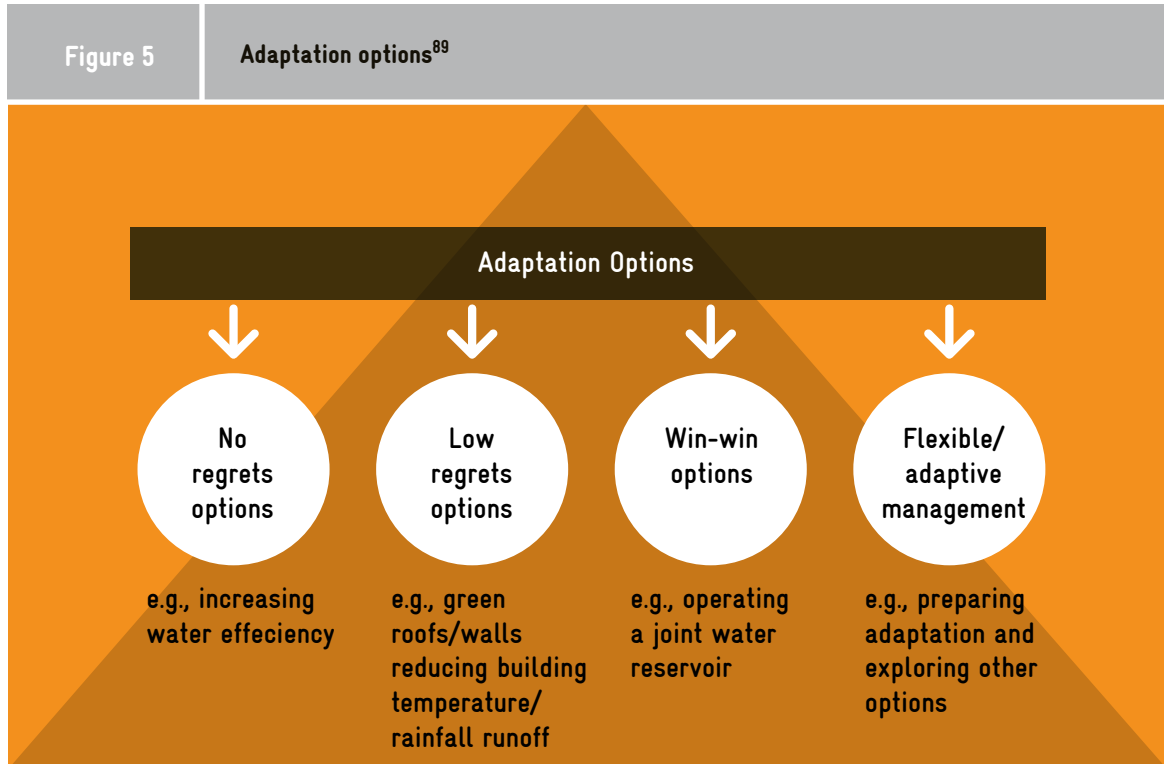 Figure 5
Adaptation options89
Adaptation Options
No
regrets
options
Low
regrets
options
Win-win
options
Flexible/
adaptive
management
e.g., increasing
water effeciency
e.g., green
roofs/walls
reducing building
temperature/
rainfall runoff
e.g., operating
a joint water
reservoir
e.g., preparing
adaptation and
exploring other
options